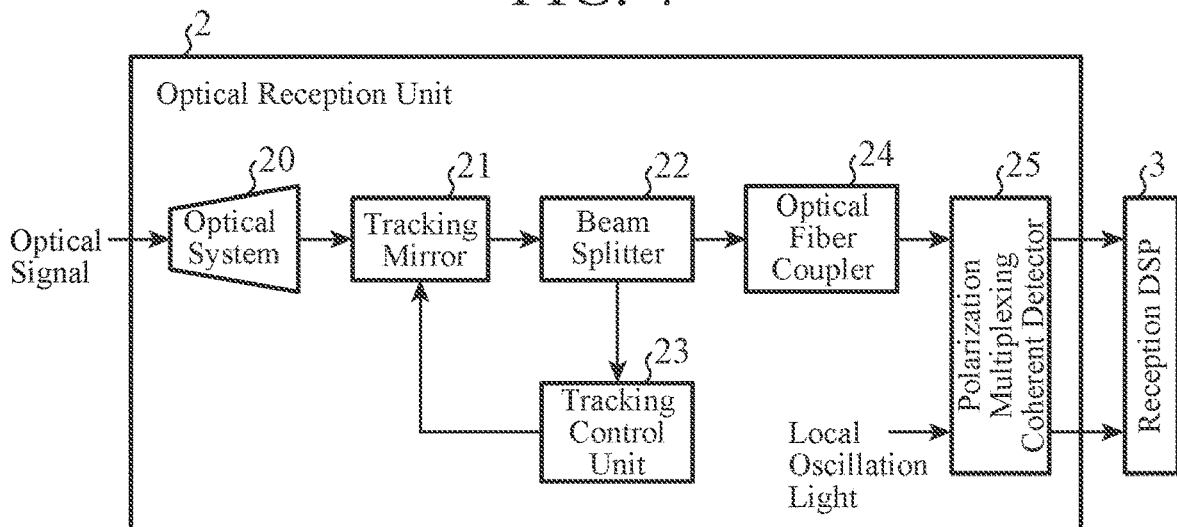 2
Optical Reception Unit
20
21
22
24
25
3
Optical
Signal
Optical
System
Tracking
Mirror
Beam
Splitter
Optical
Fiber
Coupler
Polarization
Multiplexing
Coherent Detector
Reception DSP
23
Tracking
Control
Unit
Local
Oscillation
Light